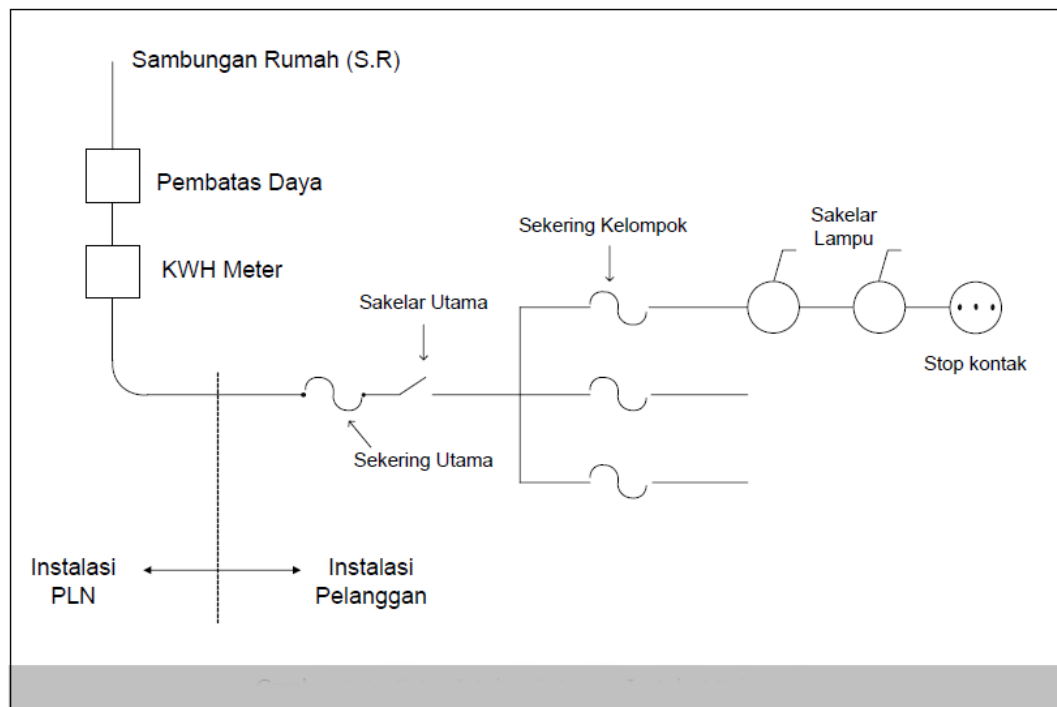 Sambungan Rumah (S.R)
Pembatas Daya
KWH Meter
Sakelar Utama
Sekering Utama
Sekering Kelompok
Sakelar
Lampu
Stop kontak
Instalasi
PLN
Instalasi
Pelanggan